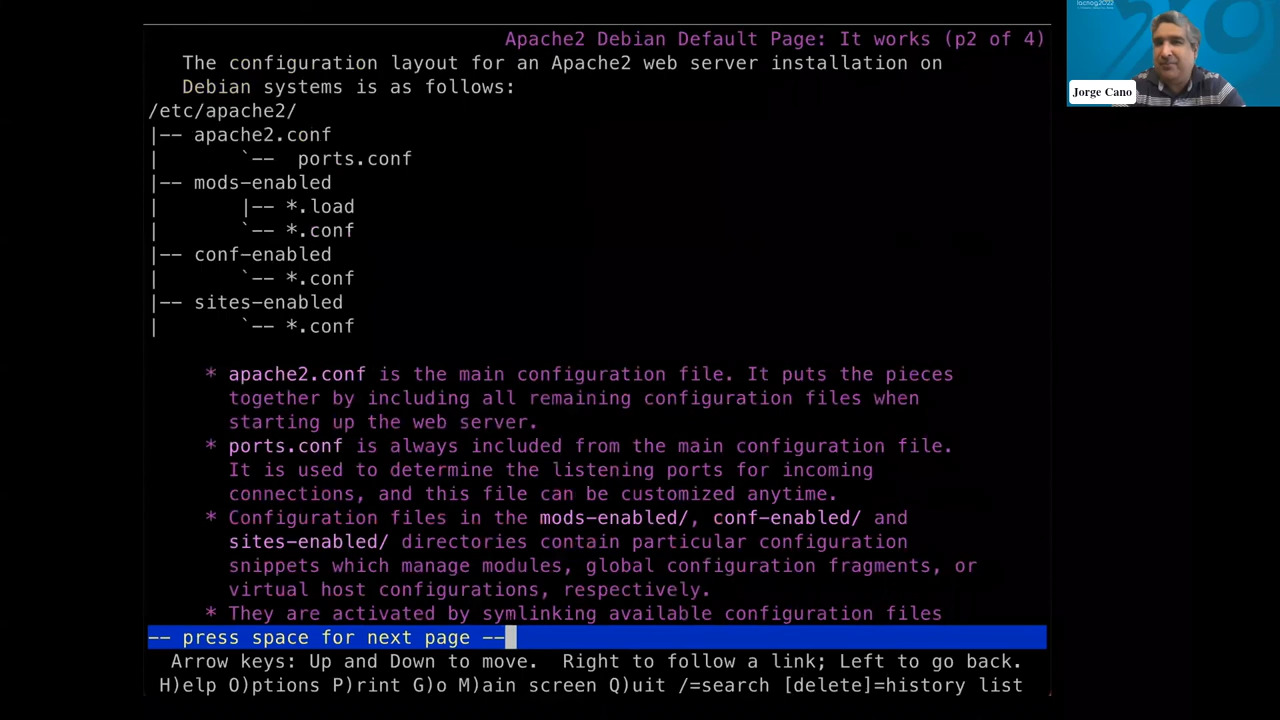 Apache2 Debian Default Page: It works (p2 of 4)
The configuration layout for an Apache2 web server installation on
Debian systems is as follows:
/etc/apache2/
|-- apache2.conf
|       `--  ports.conf
|-- mods-enabled
|       |-- *.load
|       `-- *.conf
|-- conf-enabled
|       `-- *.conf
|-- sites-enabled
|       `-- *.conf
* apache2.conf is the main configuration file. It puts the pieces
together by including all remaining configuration files when
starting up the web server.
* ports.conf is always included from the main configuration file.
It is used to determine the listening ports for incoming
connections, and this file can be customized anytime.
* Configuration files in the mods-enabled/, conf-enabled/ and
sites-enabled/ directories contain particular configuration
snippets which manage modules, global configuration fragments, or
virtual host configurations, respectively.
* They are activated by symlinking available configuration files
-- press space for next page --
Arrow keys: Up and Down to move.  Right to follow a link; Left to go back.
H)elp O)ptions P)rint G)o M)ain screen Q)uit /=search [delete]=history list
lacnog2022
Jorge Cano